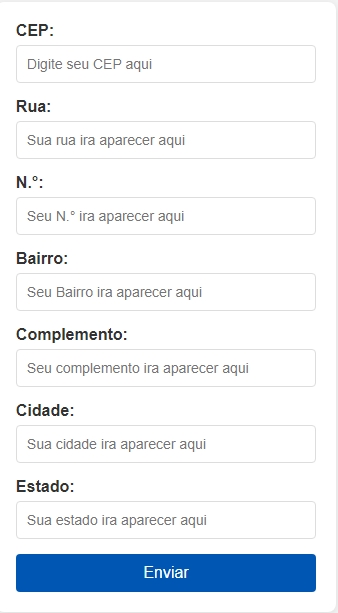 CEP:
Digite seu CEP aqui
Rua:
Sua rua ira aparecer aqui
N.°:
Seu N.° ira aparecer aqui
Bairro:
Seu Bairro ira aparecer aqui
Complemento:
Seu complemento ira aparecer aqui
Cidade:
Sua cidade ira aparecer aqui
Estado:
Sua estado ira aparecer aqui
Enviar